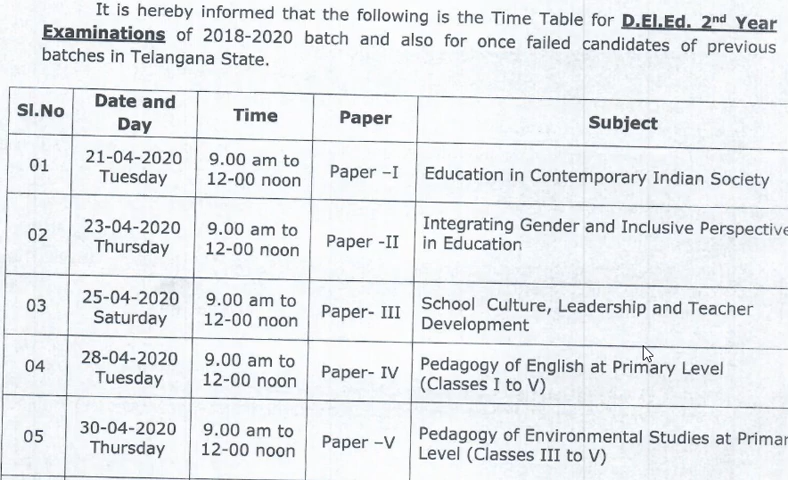 It is hereby informed that the following is the Time Table for D.El.Ed. 2nd Year
Examinations of 2018-2020 batch and also for once failed candidates of previous
batches in Telangana State.
Sl.No Date and Day Time Paper Subject
01 21-04-2020 Tuesday 9.00 am to 12-00 noon Paper –I Education in Contemporary Indian Society
02 23-04-2020 Thursday 9.00 am to 12-00 noon Paper -II Integrating Gender and Inclusive Perspective in Education
03 25-04-2020 Saturday 9.00 am to 12-00 noon Paper- III School Culture, Leadership and Teacher Development
04 28-04-2020 Tuesday 9.00 am to 12-00 noon Paper- IV Pedagogy of English at Primary Level (Classes I to V)
05 30-04-2020 Thursday 9.00 am to 12-00 noon Paper –V Pedagogy of Environmental Studies at Primar Level (Classes III to V)